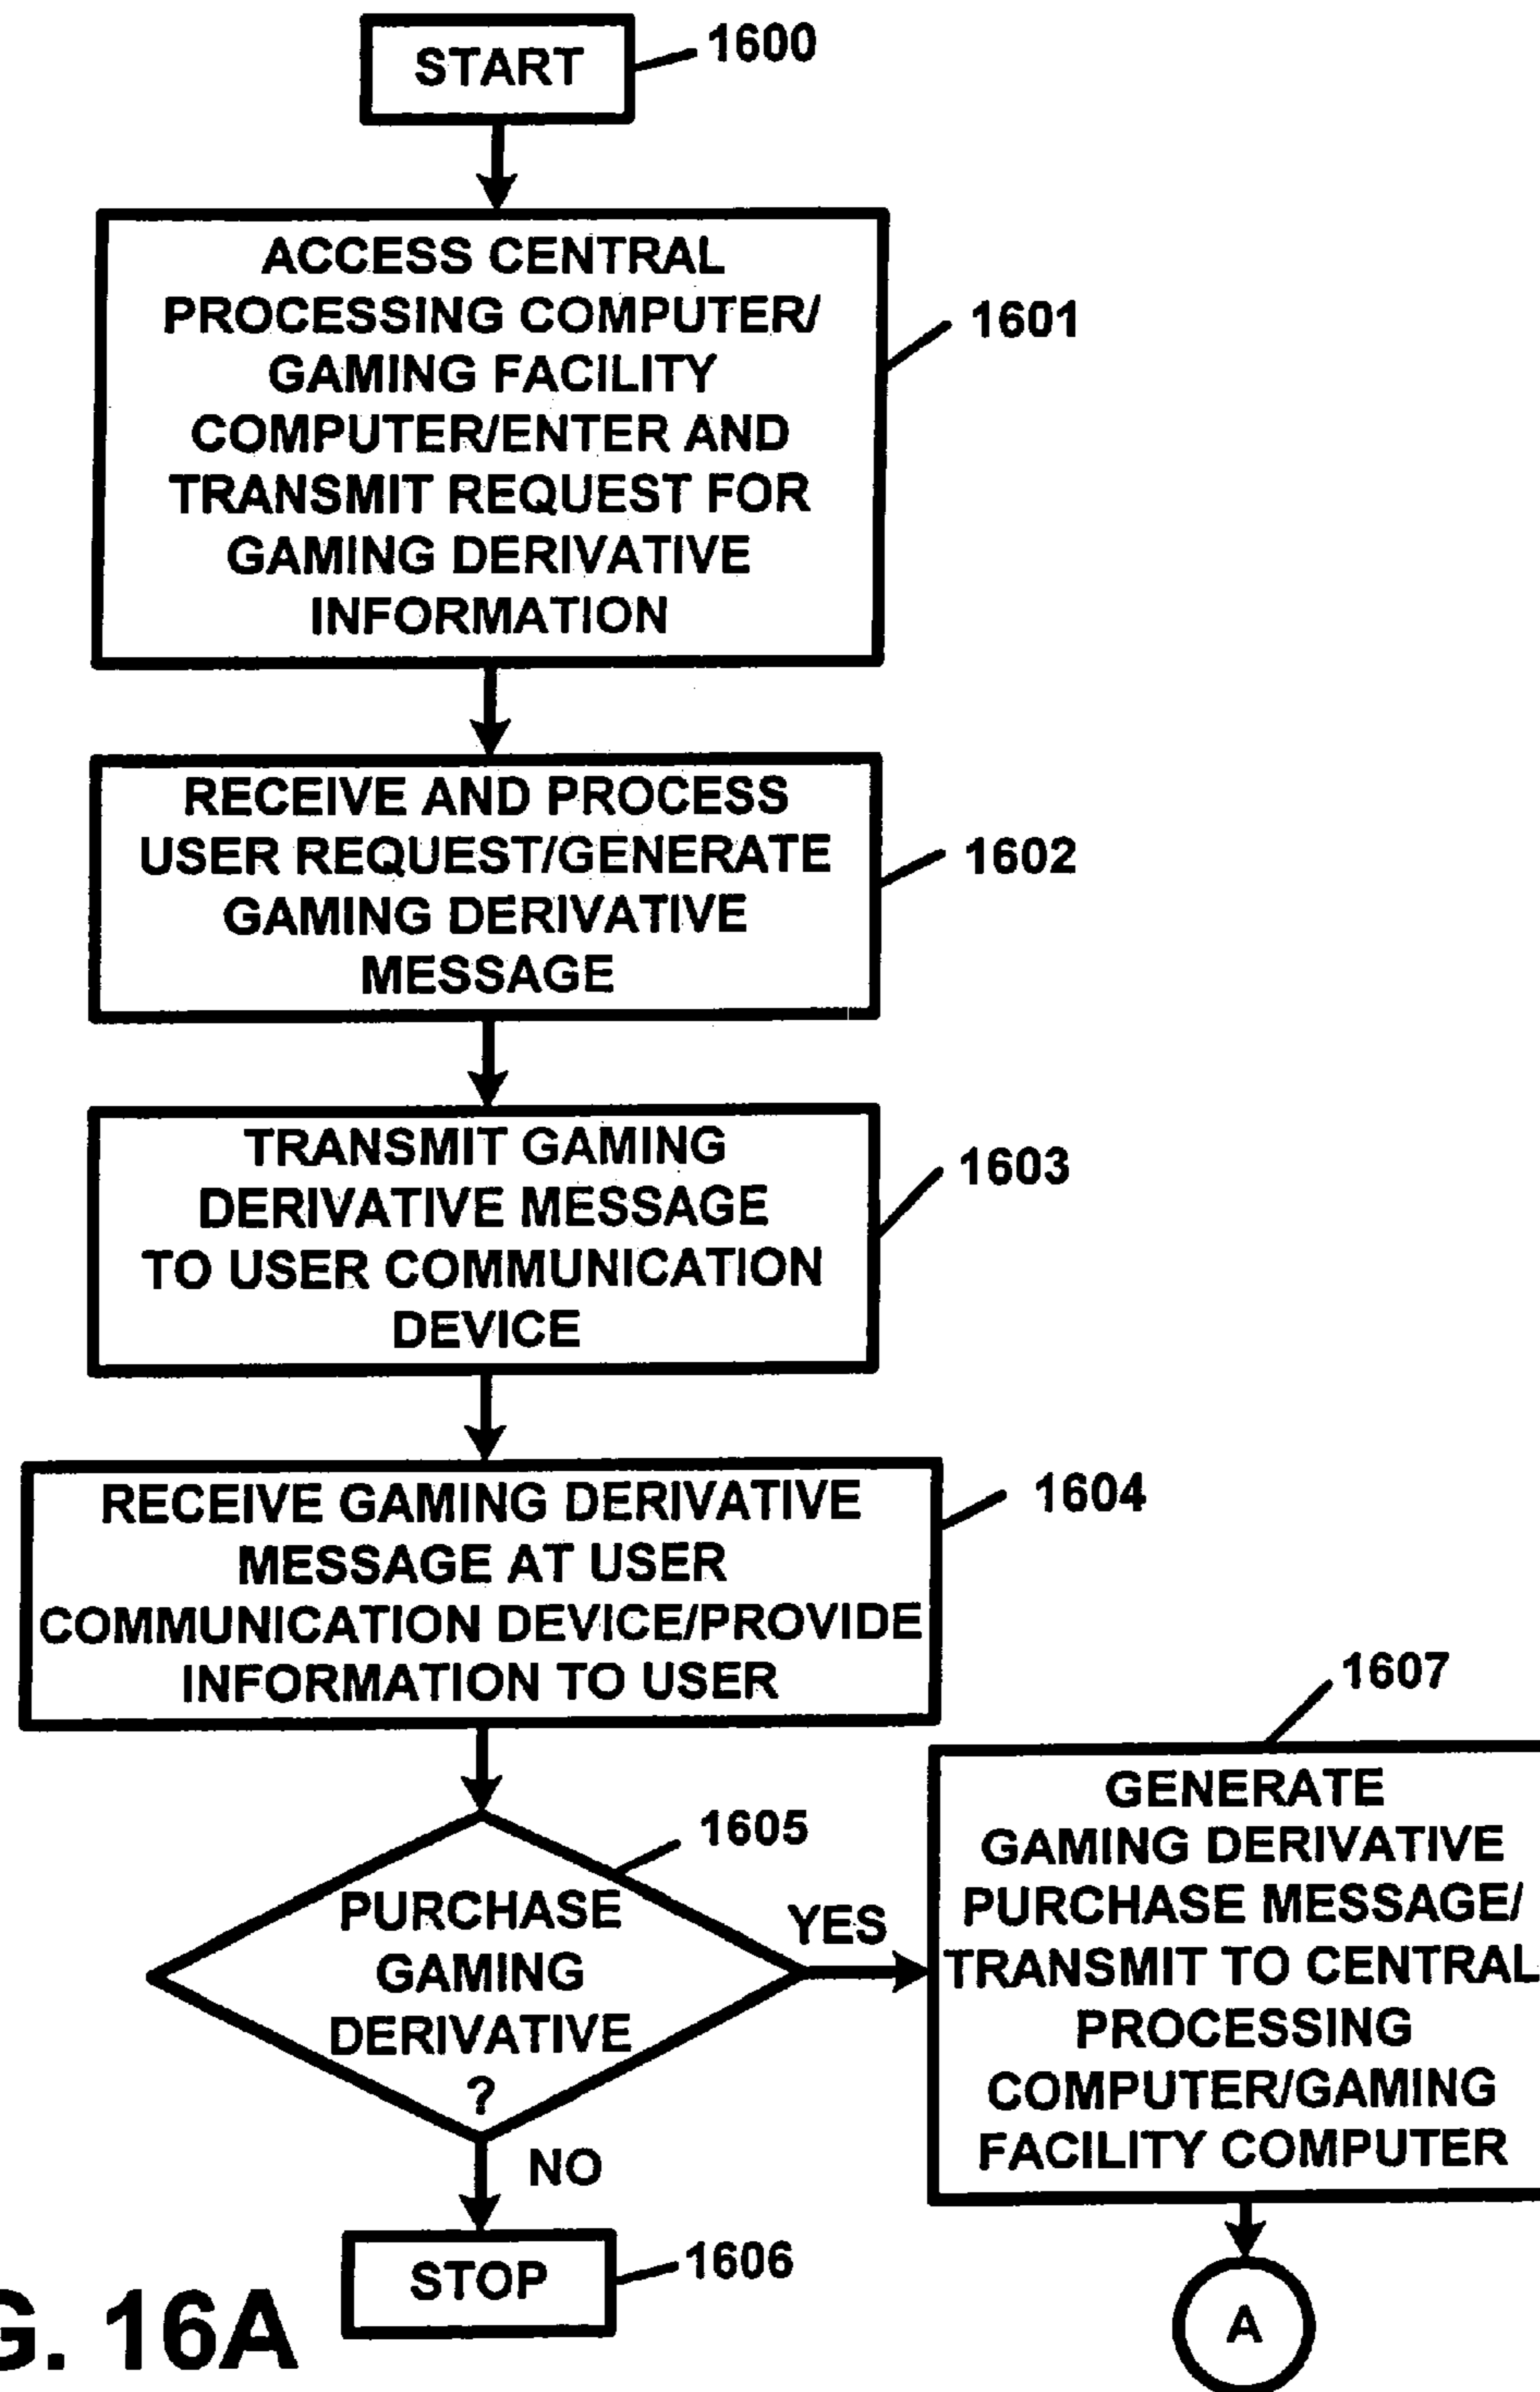 START
1600
ACCESS CENTRAL
PROCESSING COMPUTER/
GAMING FACILITY
COMPUTER/ENTER AND
TRANSMIT REQUEST FOR
GAMING DERIVATIVE
INFORMATION
1601
RECEIVE AND PROCESS
USER REQUEST/GENERATE
GAMING DERIVATIVE
MESSAGE
1602
TRANSMIT GAMING
DERIVATIVE MESSAGE
TO USER COMMUNICATION
DEVICE
1603
RECEIVE GAMING DERIVATIVE
MESSAGE AT USER
COMMUNICATION DEVICE/PROVIDE
INFORMATION TO USER
1604
PURCHASE
GAMING
DERIVATIVE
?
1605
YES
NO
1607
GENERATE
GAMING DERIVATIVE
PURCHASE MESSAGE/
TRANSMIT TO CENTRAL
PROCESSING
COMPUTER/GAMING
FACILITY COMPUTER
STOP
1606
A
G. 16A